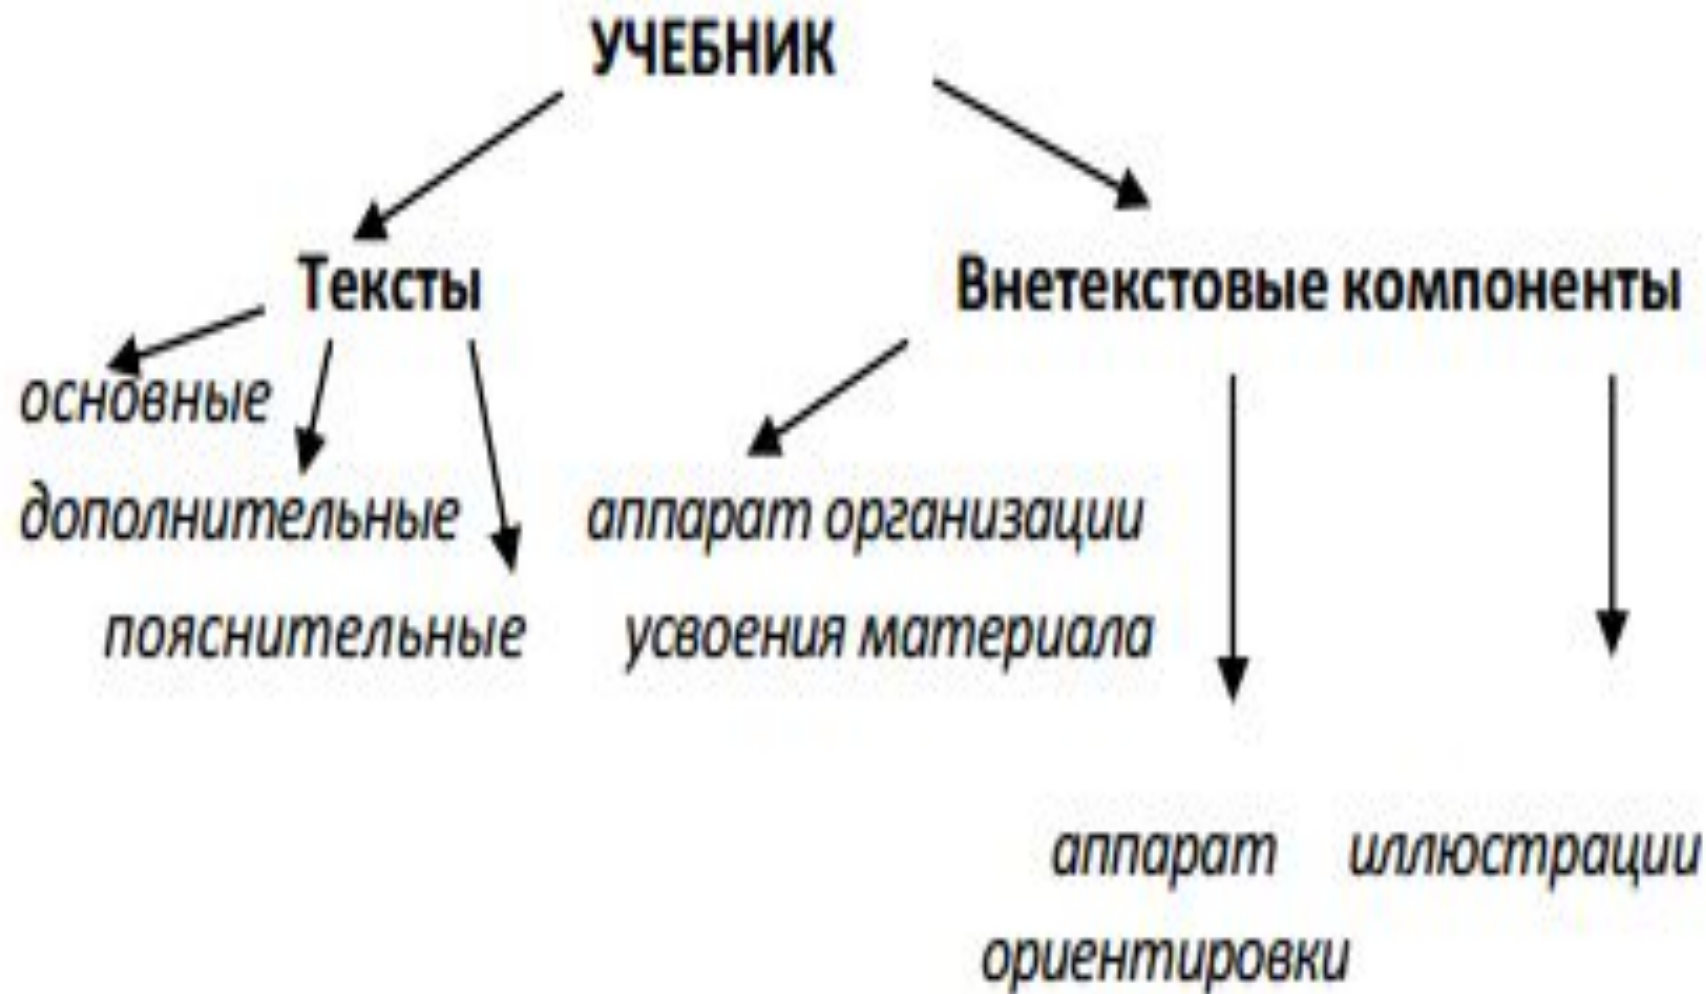 УЧЕБНИК
Тексты
Внетекстовые компоненты
основные
дополнительные
пояснительные
аппарат организации
усвоения материала
аппарат
ориентировки
иллюстрации